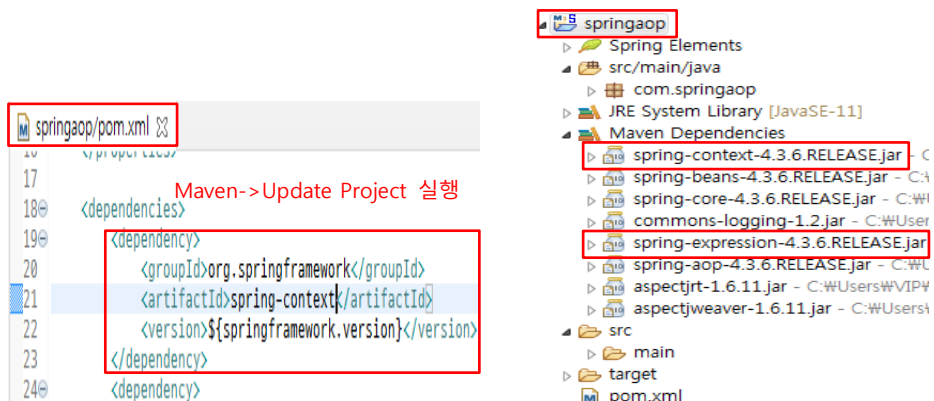 springaop/pom.xml
17
Maven->Update Project 실행
18 <dependencies>
19 <dependency>
20 <groupId>org.springframework</groupId>
21 <artifactId>spring-context</artifactId>
22 <version>${springframework.version}</version>
23 </dependency>
24 <dependency>
springaop
Spring Elements
src/main/java
com.springaop
JRE System Library [JavaSE-11]
Maven Dependencies
spring-context-4.3.6.RELEASE.jar
spring-beans-4.3.6.RELEASE.jar - C:₩
spring-core-4.3.6.RELEASE.jar - C:₩
commons-logging-1.2.jar - C:₩User
spring-expression-4.3.6.RELEASE.jar
spring-aop-4.3.6.RELEASE.jar - C:₩U
aspectjrt-1.6.11.jar - C:₩Users₩VIP₩
aspectjweaver-1.6.11.jar - C:₩Users
src
main
target
pom.xml